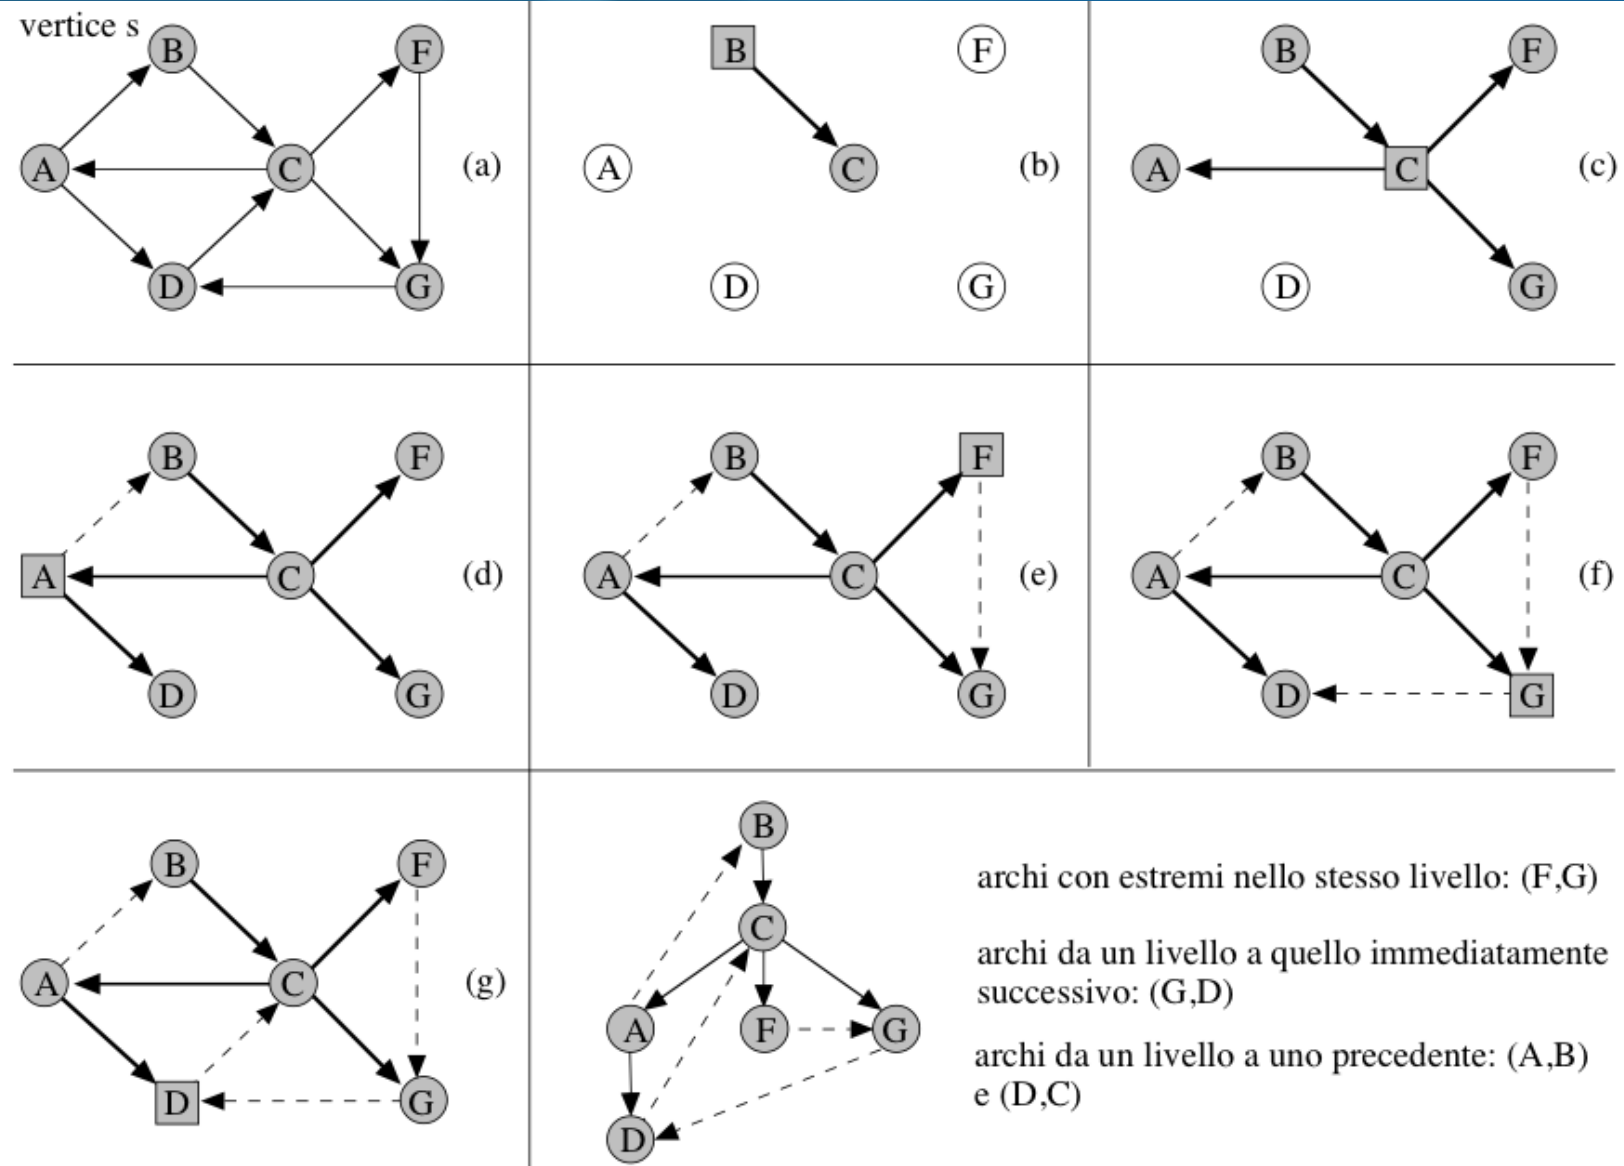 vertice s
B
F
A
C
(a)
D
G
B
F
A
C
(b)
D
G
B
F
A
C
(c)
D
G
B
F
A
C
(d)
D
G
B
F
A
C
(e)
D
G
B
F
A
C
(f)
D
G
B
F
A
C
(g)
D
G
B
C
A
F
G
D
archi con estremi nello stesso livello: (F,G)
archi da un livello a quello immediatamente
successivo: (G,D)
archi da un livello a uno precedente: (A,B)
e (D,C)